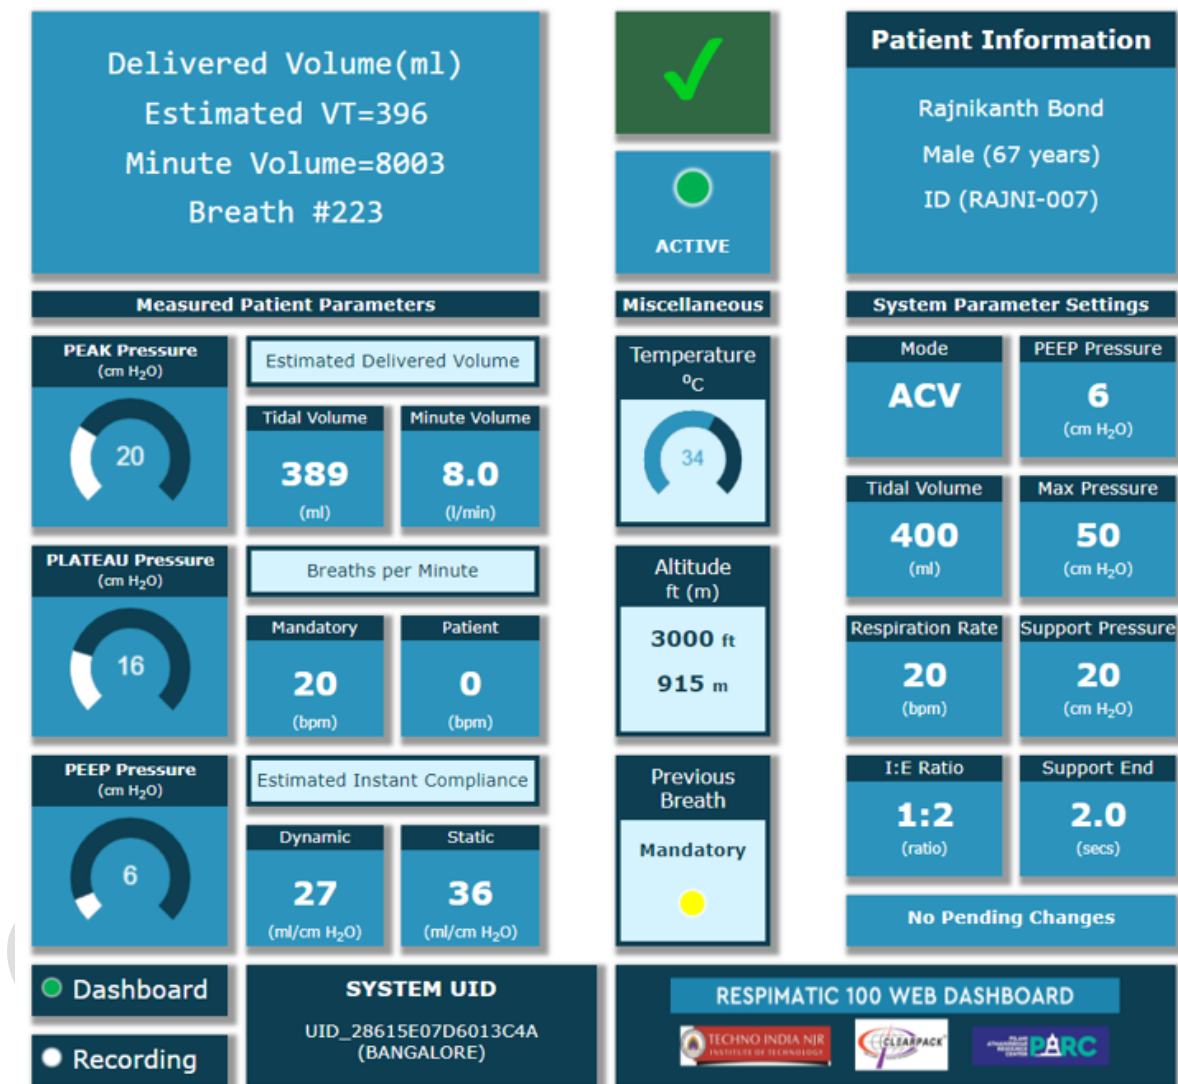 Delivered Volume(ml)
Estimated VT=396
Minute Volume=8003
Breath #223
ACTIVE
Patient Information
Rajnikanth Bond
Male (67 years)
ID (RAJNI-007)
Measured Patient Parameters
PEAK Pressure
(cm H₂O)
20
Estimated Delivered Volume
Tidal Volume
389
(ml)
Minute Volume
8.0
(l/min)
PLATEAU Pressure
(cm H₂O)
16
Breaths per Minute
Mandatory
20
(bpm)
Patient
0
(bpm)
PEEP Pressure
(cm H₂O)
6
Estimated Instant Compliance
Dynamic
27
(ml/cm H₂O)
Static
36
(ml/cm H₂O)
Miscellaneous
Temperature
⁰C
34
Altitude
ft (m)
3000 ft
915 m
Previous
Breath
Mandatory
System Parameter Settings
Mode
ACV
PEEP Pressure
6
(cm H₂O)
Tidal Volume
400
(ml)
Max Pressure
50
(cm H₂O)
Respiration Rate
20
(bpm)
Support Pressure
20
(cm H₂O)
I:E Ratio
1:2
(ratio)
Support End
2.0
(secs)
No Pending Changes
Dashboard
Recording
SYSTEM UID
UID_28615E07D6013C4A
(BANGALORE)
RESPIMATIC 100 WEB DASHBOARD
TECHNO INDIA NJR
INSTITUTE OF TECHNOLOGY
CLEARPACK
PARC